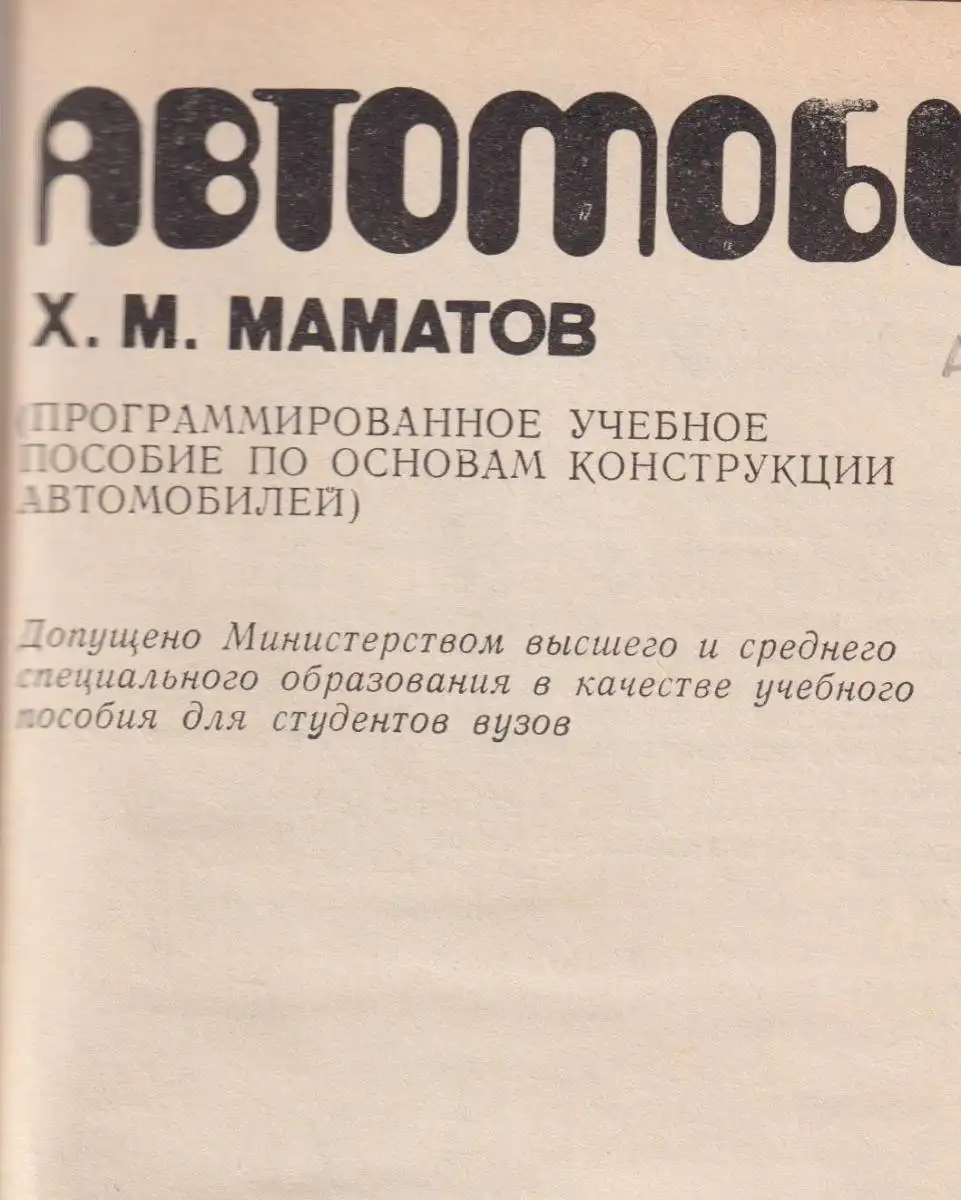 АВТОМОБ
Х. М. МАМАТОВ
(ПРОГРАММИРОВАННОЕ УЧЕБНОЕ
ПОСОБИЕ ПО ОСНОВАМ КОНСТРУКЦИИ
АВТОМОБИЛЕЙ)
Допущено Министерством высшего и среднего
специального образования в качестве учебного
пособия для студентов вузов